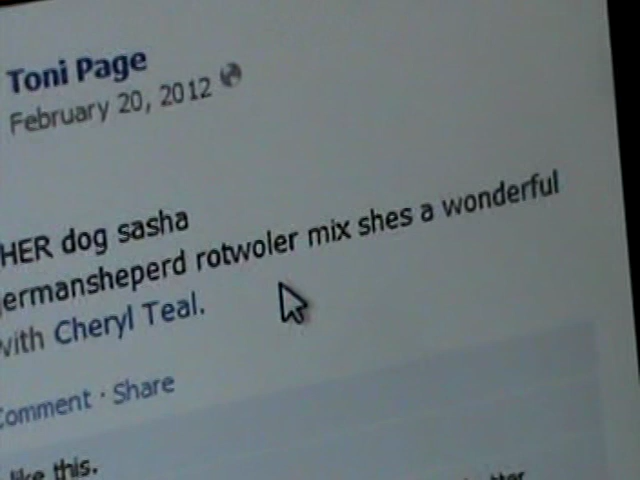 Toni Page
February 20, 2012
HER dog sasha
germansheperd rotwoler mix shes a wonderful
with Cheryl Teal.
Comment · Share
like this.